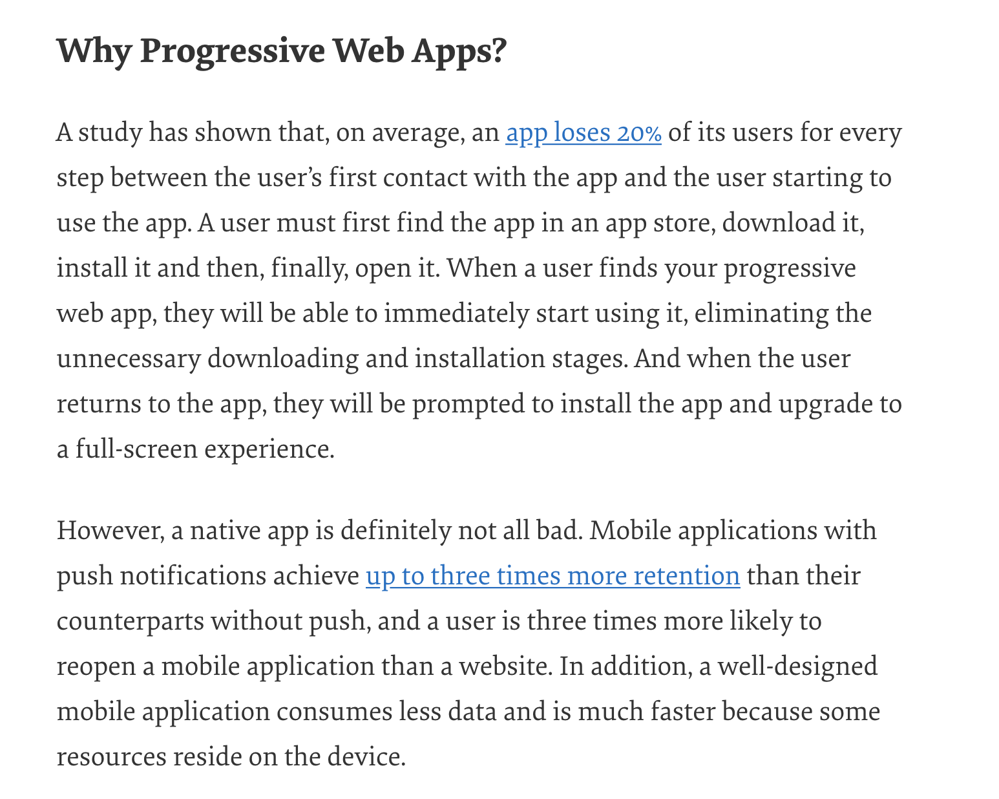 Why Progressive Web Apps?
A study has shown that, on average, an app loses 20% of its users for every
step between the user’s first contact with the app and the user starting to
use the app. A user must first find the app in an app store, download it,
install it and then, finally, open it. When a user finds your progressive
web app, they will be able to immediately start using it, eliminating the
unnecessary downloading and installation stages. And when the user
returns to the app, they will be prompted to install the app and upgrade to
a full-screen experience.
However, a native app is definitely not all bad. Mobile applications with
push notifications achieve up to three times more retention than their
counterparts without push, and a user is three times more likely to
reopen a mobile application than a website. In addition, a well-designed
mobile application consumes less data and is much faster because some
resources reside on the device.